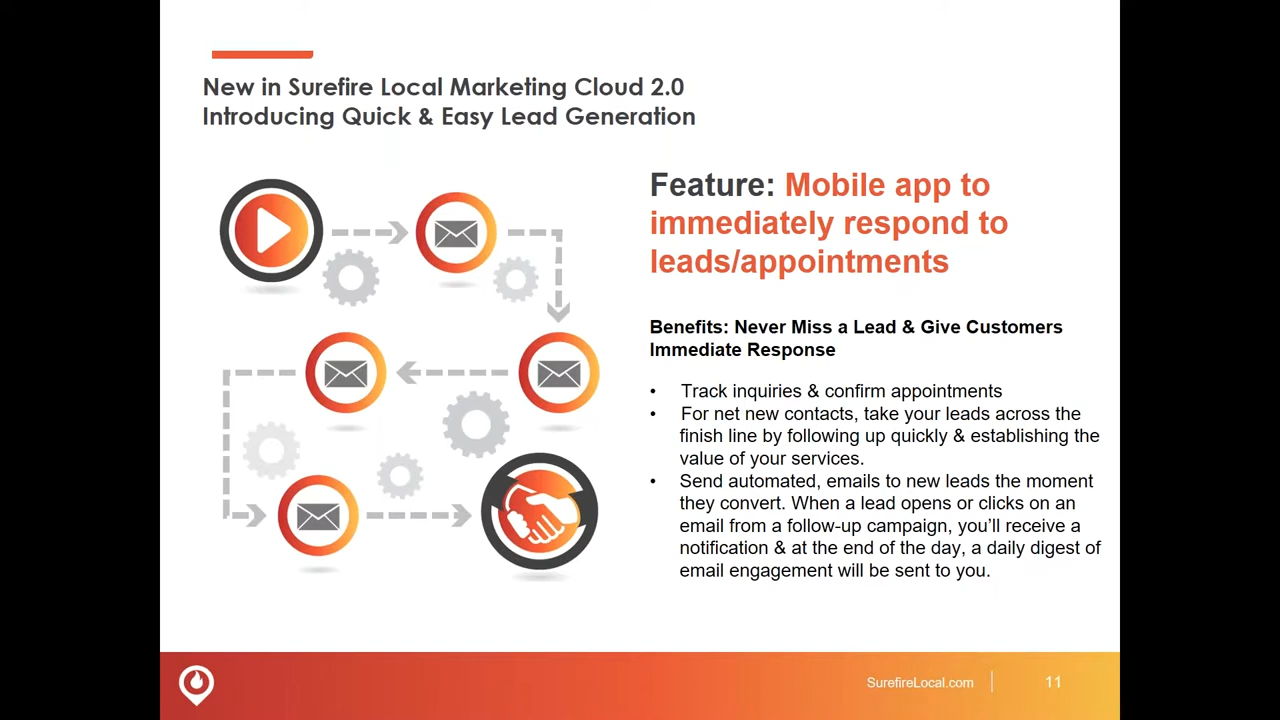 New in Surefire Local Marketing Cloud 2.0
Introducing Quick & Easy Lead Generation
Feature: Mobile app to
immediately respond to
leads/appointments
Benefits: Never Miss a Lead & Give Customers
Immediate Response
• Track inquiries & confirm appointments
• For net new contacts, take your leads across the
finish line by following up quickly & establishing the
value of your services.
• Send automated, emails to new leads the moment
they convert. When a lead opens or clicks on an
email from a follow-up campaign, you’ll receive a
notification & at the end of the day, a daily digest of
email engagement will be sent to you.
SurefireLocal.com 11